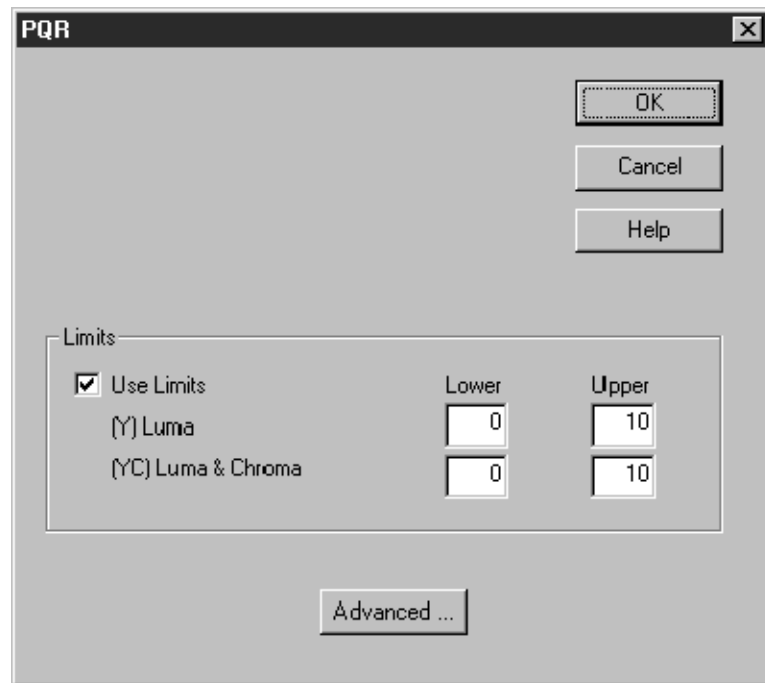 PQR
OK
Cancel
Help
Limits
Use Limits Lower Upper
(Y) Luma 0 10
(YC) Luma & Chroma 0 10
Advanced ...